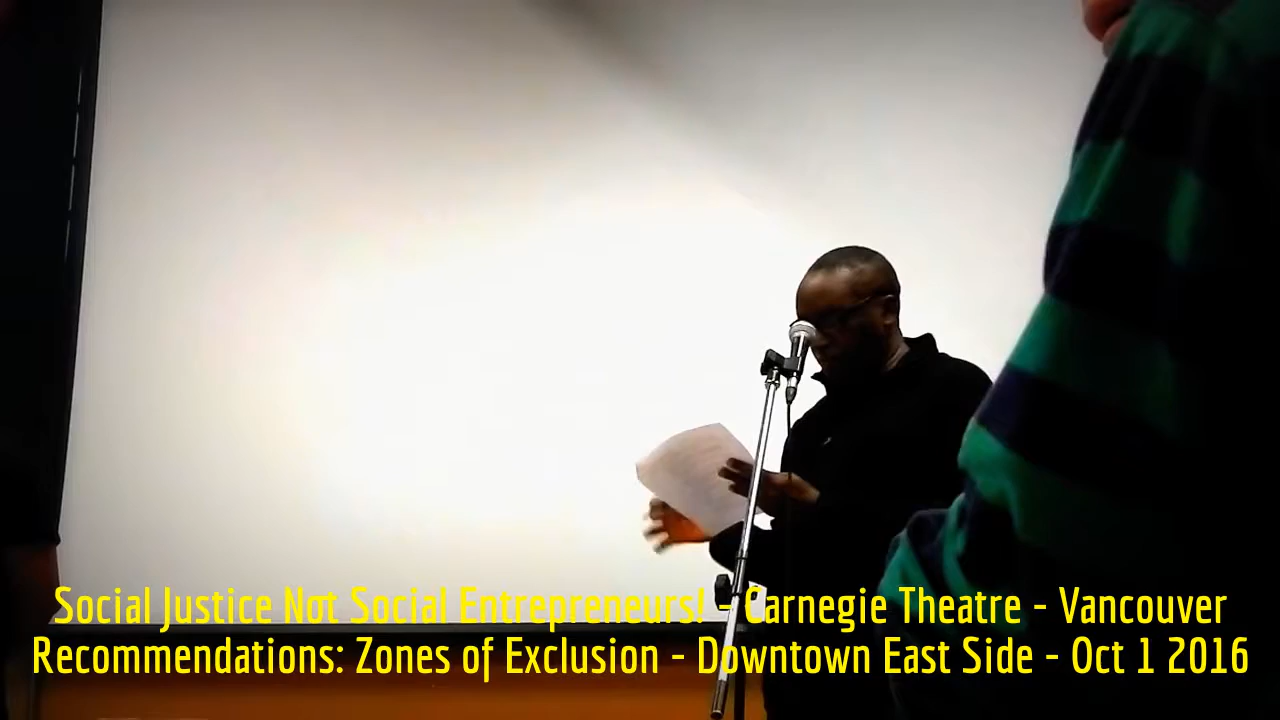 Social Justice Not Social Entrepreneurs! - Carnegie Theatre - Vancouver
Recommendations: Zones of Exclusion - Downtown East Side - Oct 1 2016